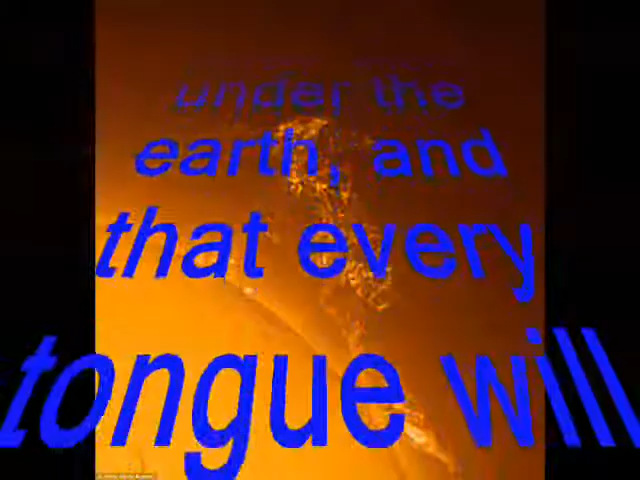 under the
earth, and
that every
tongue will